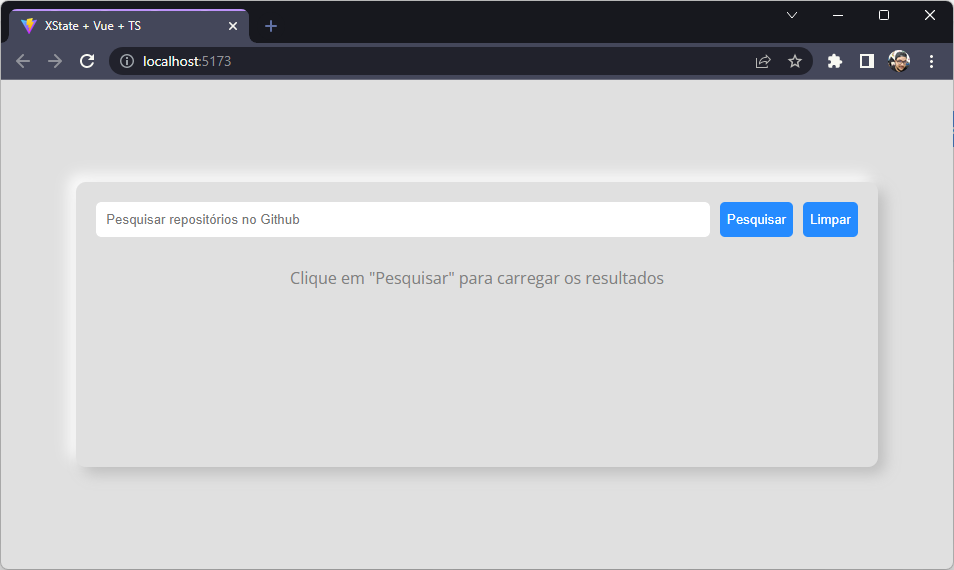 XState + Vue + TS
localhost:5173
Pesquisar repositórios no Github
Pesquisar
Limpar
Clique em "Pesquisar" para carregar os resultados